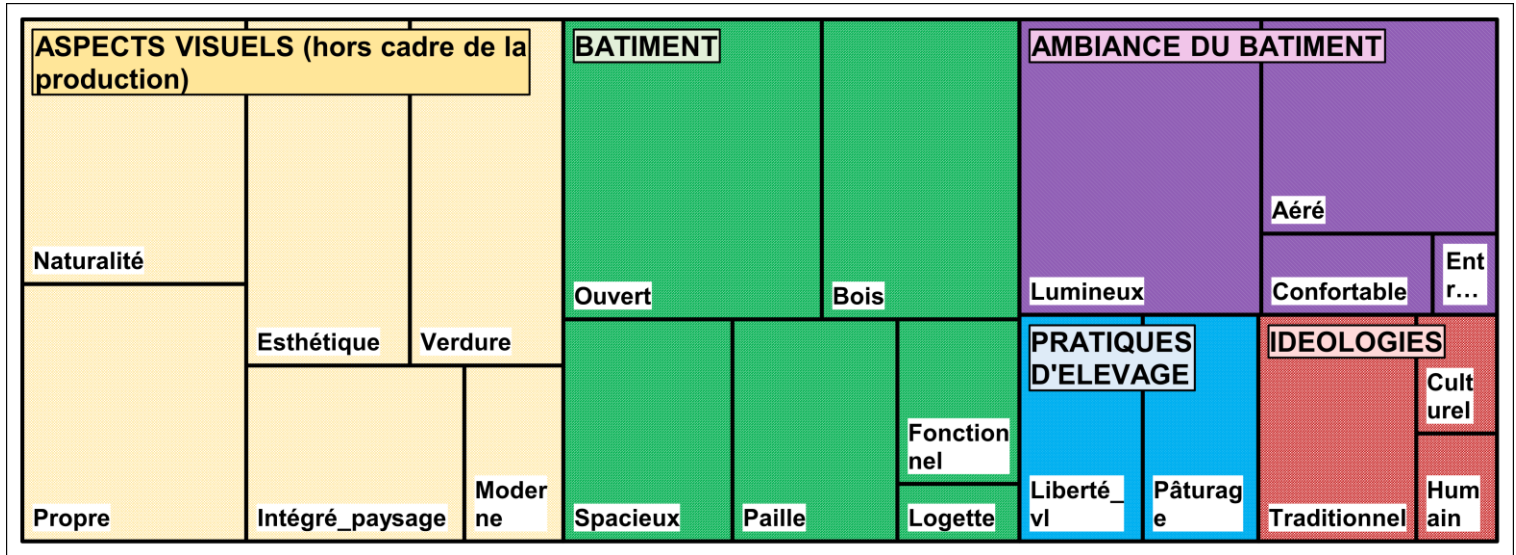 ASPECTS VISUELS (hors cadre de la
production)
Naturalité
Propre
Esthétique
Verdure
Intégré_paysage
Moder
ne
BATIMENT
Ouvert
Bois
Spacieux
Paille
Fonction
nel
Logette
AMBIANCE DU BATIMENT
Lumineux
Aéré
Confortable
Ent
r…
PRATIQUES
D'ELEVAGE
Liberté_
vl
Pâturag
e
IDEOLOGIES
Traditionnel
Cult
urel
Hum
ain